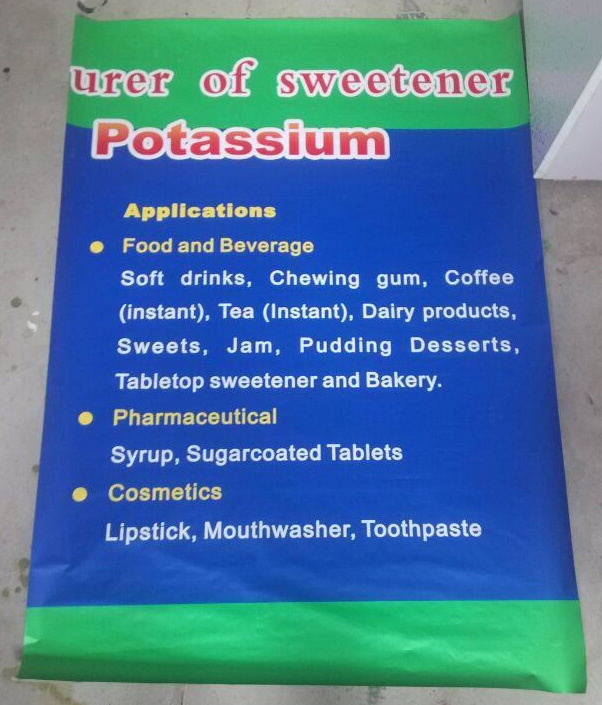 urer of sweetener
Potassium
Applications
Food and Beverage
Soft drinks, Chewing gum, Coffee
(instant), Tea (Instant), Dairy products,
Sweets, Jam, Pudding Desserts,
Tabletop sweetener and Bakery.
Pharmaceutical
Syrup, Sugarcoated Tablets
Cosmetics
Lipstick, Mouthwasher, Toothpaste